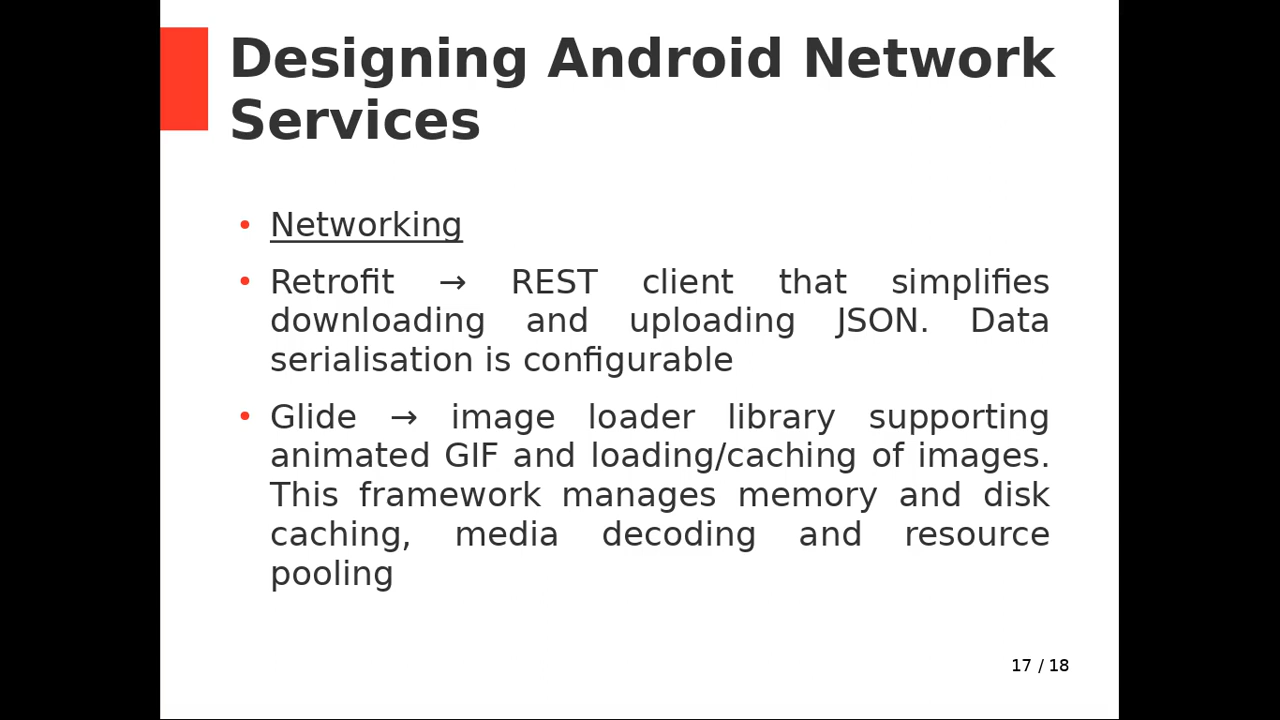 Designing Android Network
Services
• Networking
• Retrofit → REST client that simplifies
downloading and uploading JSON. Data
serialisation is configurable
• Glide → image loader library supporting
animated GIF and loading/caching of images.
This framework manages memory and disk
caching, media decoding and resource
pooling
17 / 18